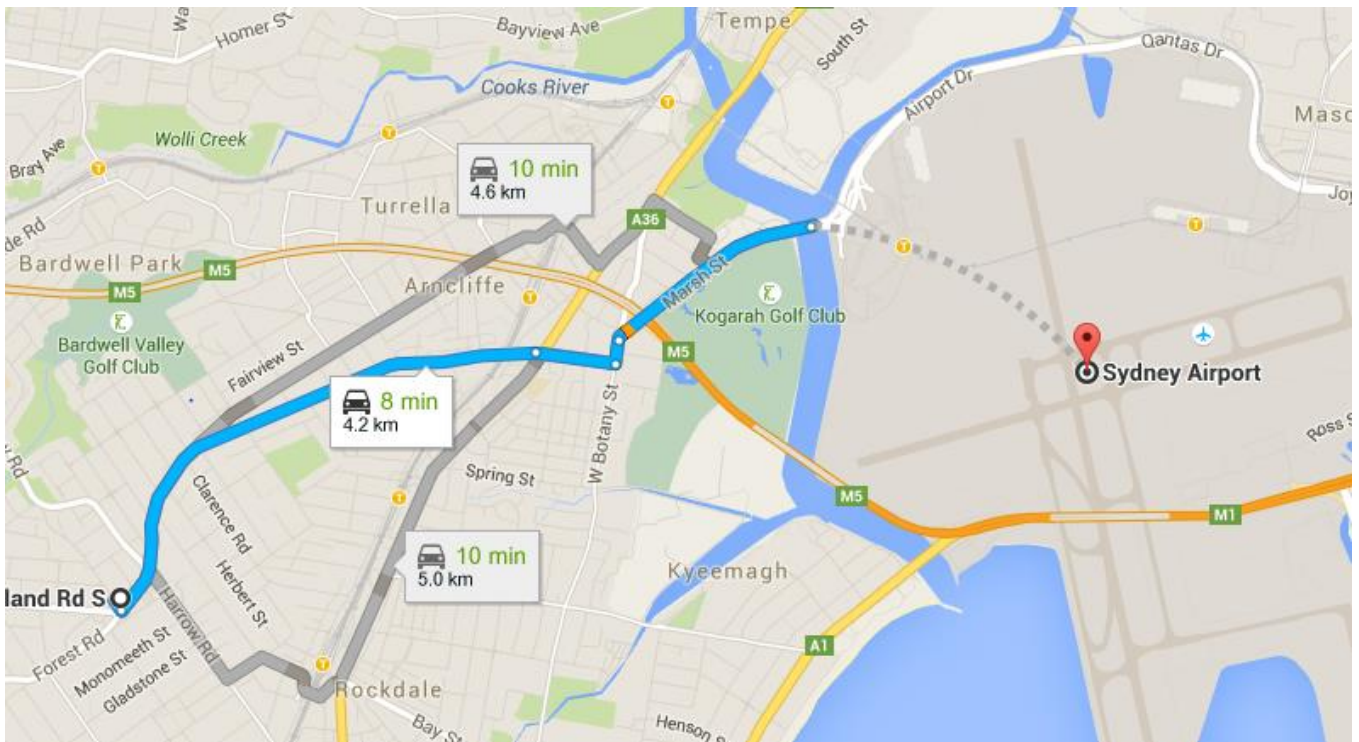 Tempe
Bayview Ave
Homer St
South St
Qantas Dr
Cooks River
Airport Dr
Wolli Creek
Bray Ave
10 min
4.6 km
Turrella
A36
de Rd
Bardwell Park
M5
M5
Arncliffe
Marsh St
Kogarah Golf Club
Bardwell Valley
Golf Club
Fairview St
M5
Sydney Airport
8 min
4.2 km
W Botany St
Spring St
Clarence Rd
M5
M1
Ross S
10 min
5.0 km
Kyeemagh
Herbert St
land Rd S
Harrow Rd
Forest Rd
Monomeeth St
Gladstone St
A1
Rockdale
Bay St
Henson S
Masc
Joy